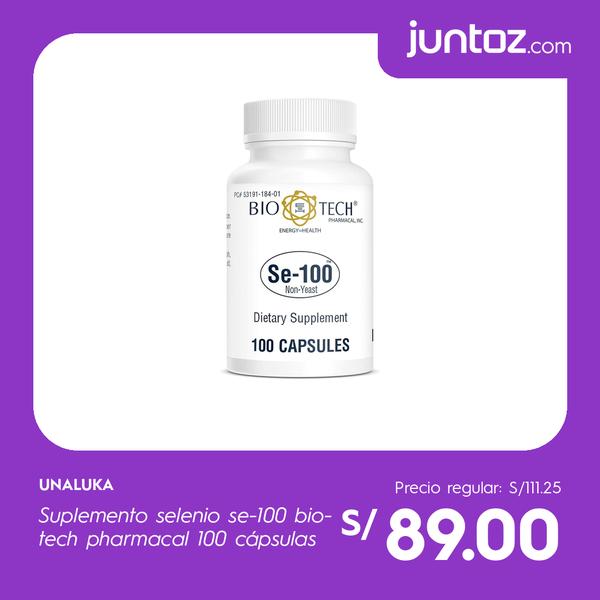 juntoz.com
PC# 53191-184-01
BIO TECH®
PHARMACAL, INC
ENERGY=HEALTH
Se-100™
Non-Yeast
Dietary Supplement
100 CAPSULES
UNALUKA
Suplemento selenio se-100 bio-
tech pharmacal 100 cápsulas
Precio regular: S/111.25
S/ 89.00